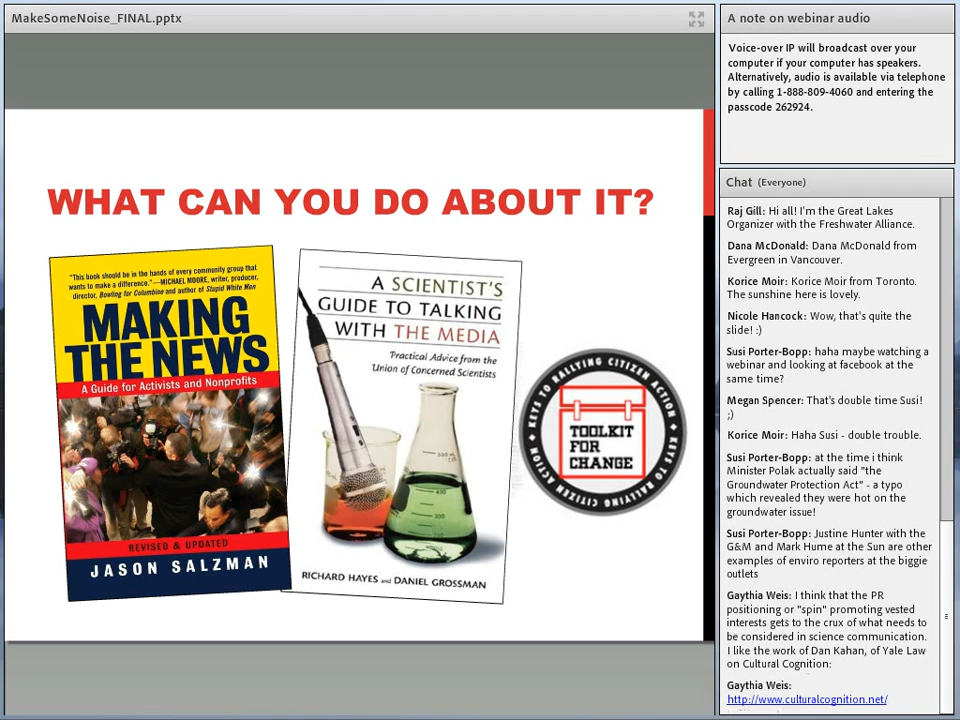 MakeSomeNoise_FINAL.pptx
WHAT CAN YOU DO ABOUT IT?
"This book should be in the hands of every community group that
wants to make a difference."—MICHAEL MOORE, writer, producer,
director, Bowling for Columbine and author of Stupid White Men
MAKING
THE NEWS
A Guide for Activists and Nonprofits
REVISED & UPDATED
JASON SALZMAN
A SCIENTIST'S
GUIDE TO TALKING
WITH THE MEDIA
Practical Advice from the
Union of Concerned Scientists
RICHARD HAYES and DANIEL GROSSMAN
KEYS TO RALLYING CITIZEN ACTION
TOOLKIT
FOR
CHANGE
KEYS TO RALLYING CITIZEN ACTION
A note on webinar audio
Voice-over IP will broadcast over your
computer if your computer has speakers.
Alternatively, audio is available via telephone
by calling 1-888-809-4060 and entering the
passcode 262924.
Chat (Everyone)
Raj Gill: Hi all! I'm the Great Lakes
Organizer with the Freshwater Alliance.
Dana McDonald: Dana McDonald from
Evergreen in Vancouver.
Korice Moir: Korice Moir from Toronto.
The sunshine here is lovely.
Nicole Hancock: Wow, that's quite the
slide! :)
Susi Porter-Bopp: haha maybe watching a
webinar and looking at facebook at the
same time?
Megan Spencer: That's double time Susi!
;)
Korice Moir: Haha Susi - double trouble.
Susi Porter-Bopp: at the time i think
Minister Polak actually said "the
Groundwater Protection Act" - a typo
which revealed they were hot on the
groundwater issue!
Susi Porter-Bopp: Justine Hunter with the
G&M and Mark Hume at the Sun are other
examples of enviro reporters at the biggie
outlets
Gaythia Weis: I think that the PR
positioning or "spin" promoting vested
interests gets to the crux of what needs to
be considered in science communication.
I like the work of Dan Kahan, of Yale Law
on Cultural Cognition:
Gaythia Weis:
http://www.culturalcognition.net/